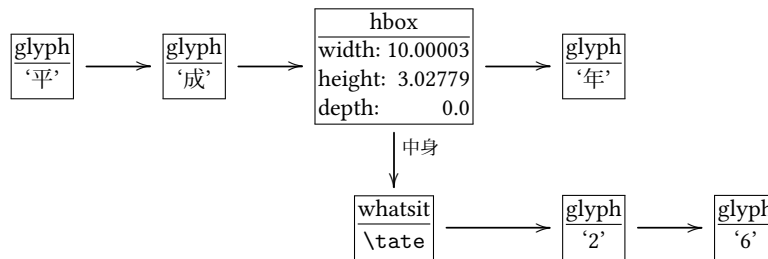 glyph
‘平’
glyph
‘成’
hbox
width: 10.00003
height: 3.02779
depth: 0.0
glyph
‘年’
中身
whatsit
\tate
glyph
‘2’
glyph
‘6’